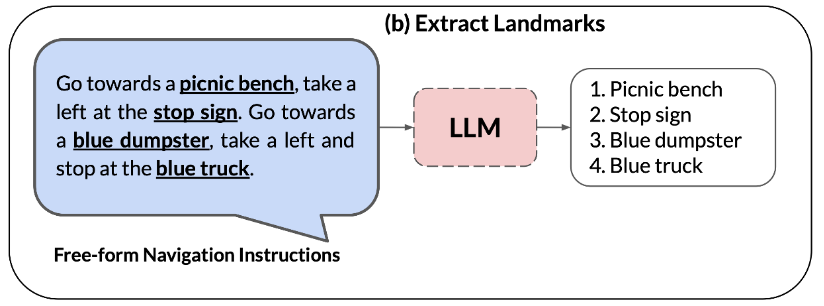 (b) Extract Landmarks
Go towards a picnic bench, take a
left at the stop sign. Go towards
a blue dumpster, take a left and
stop at the blue truck.
LLM
1. Picnic bench
2. Stop sign
3. Blue dumpster
4. Blue truck
Free-form Navigation Instructions